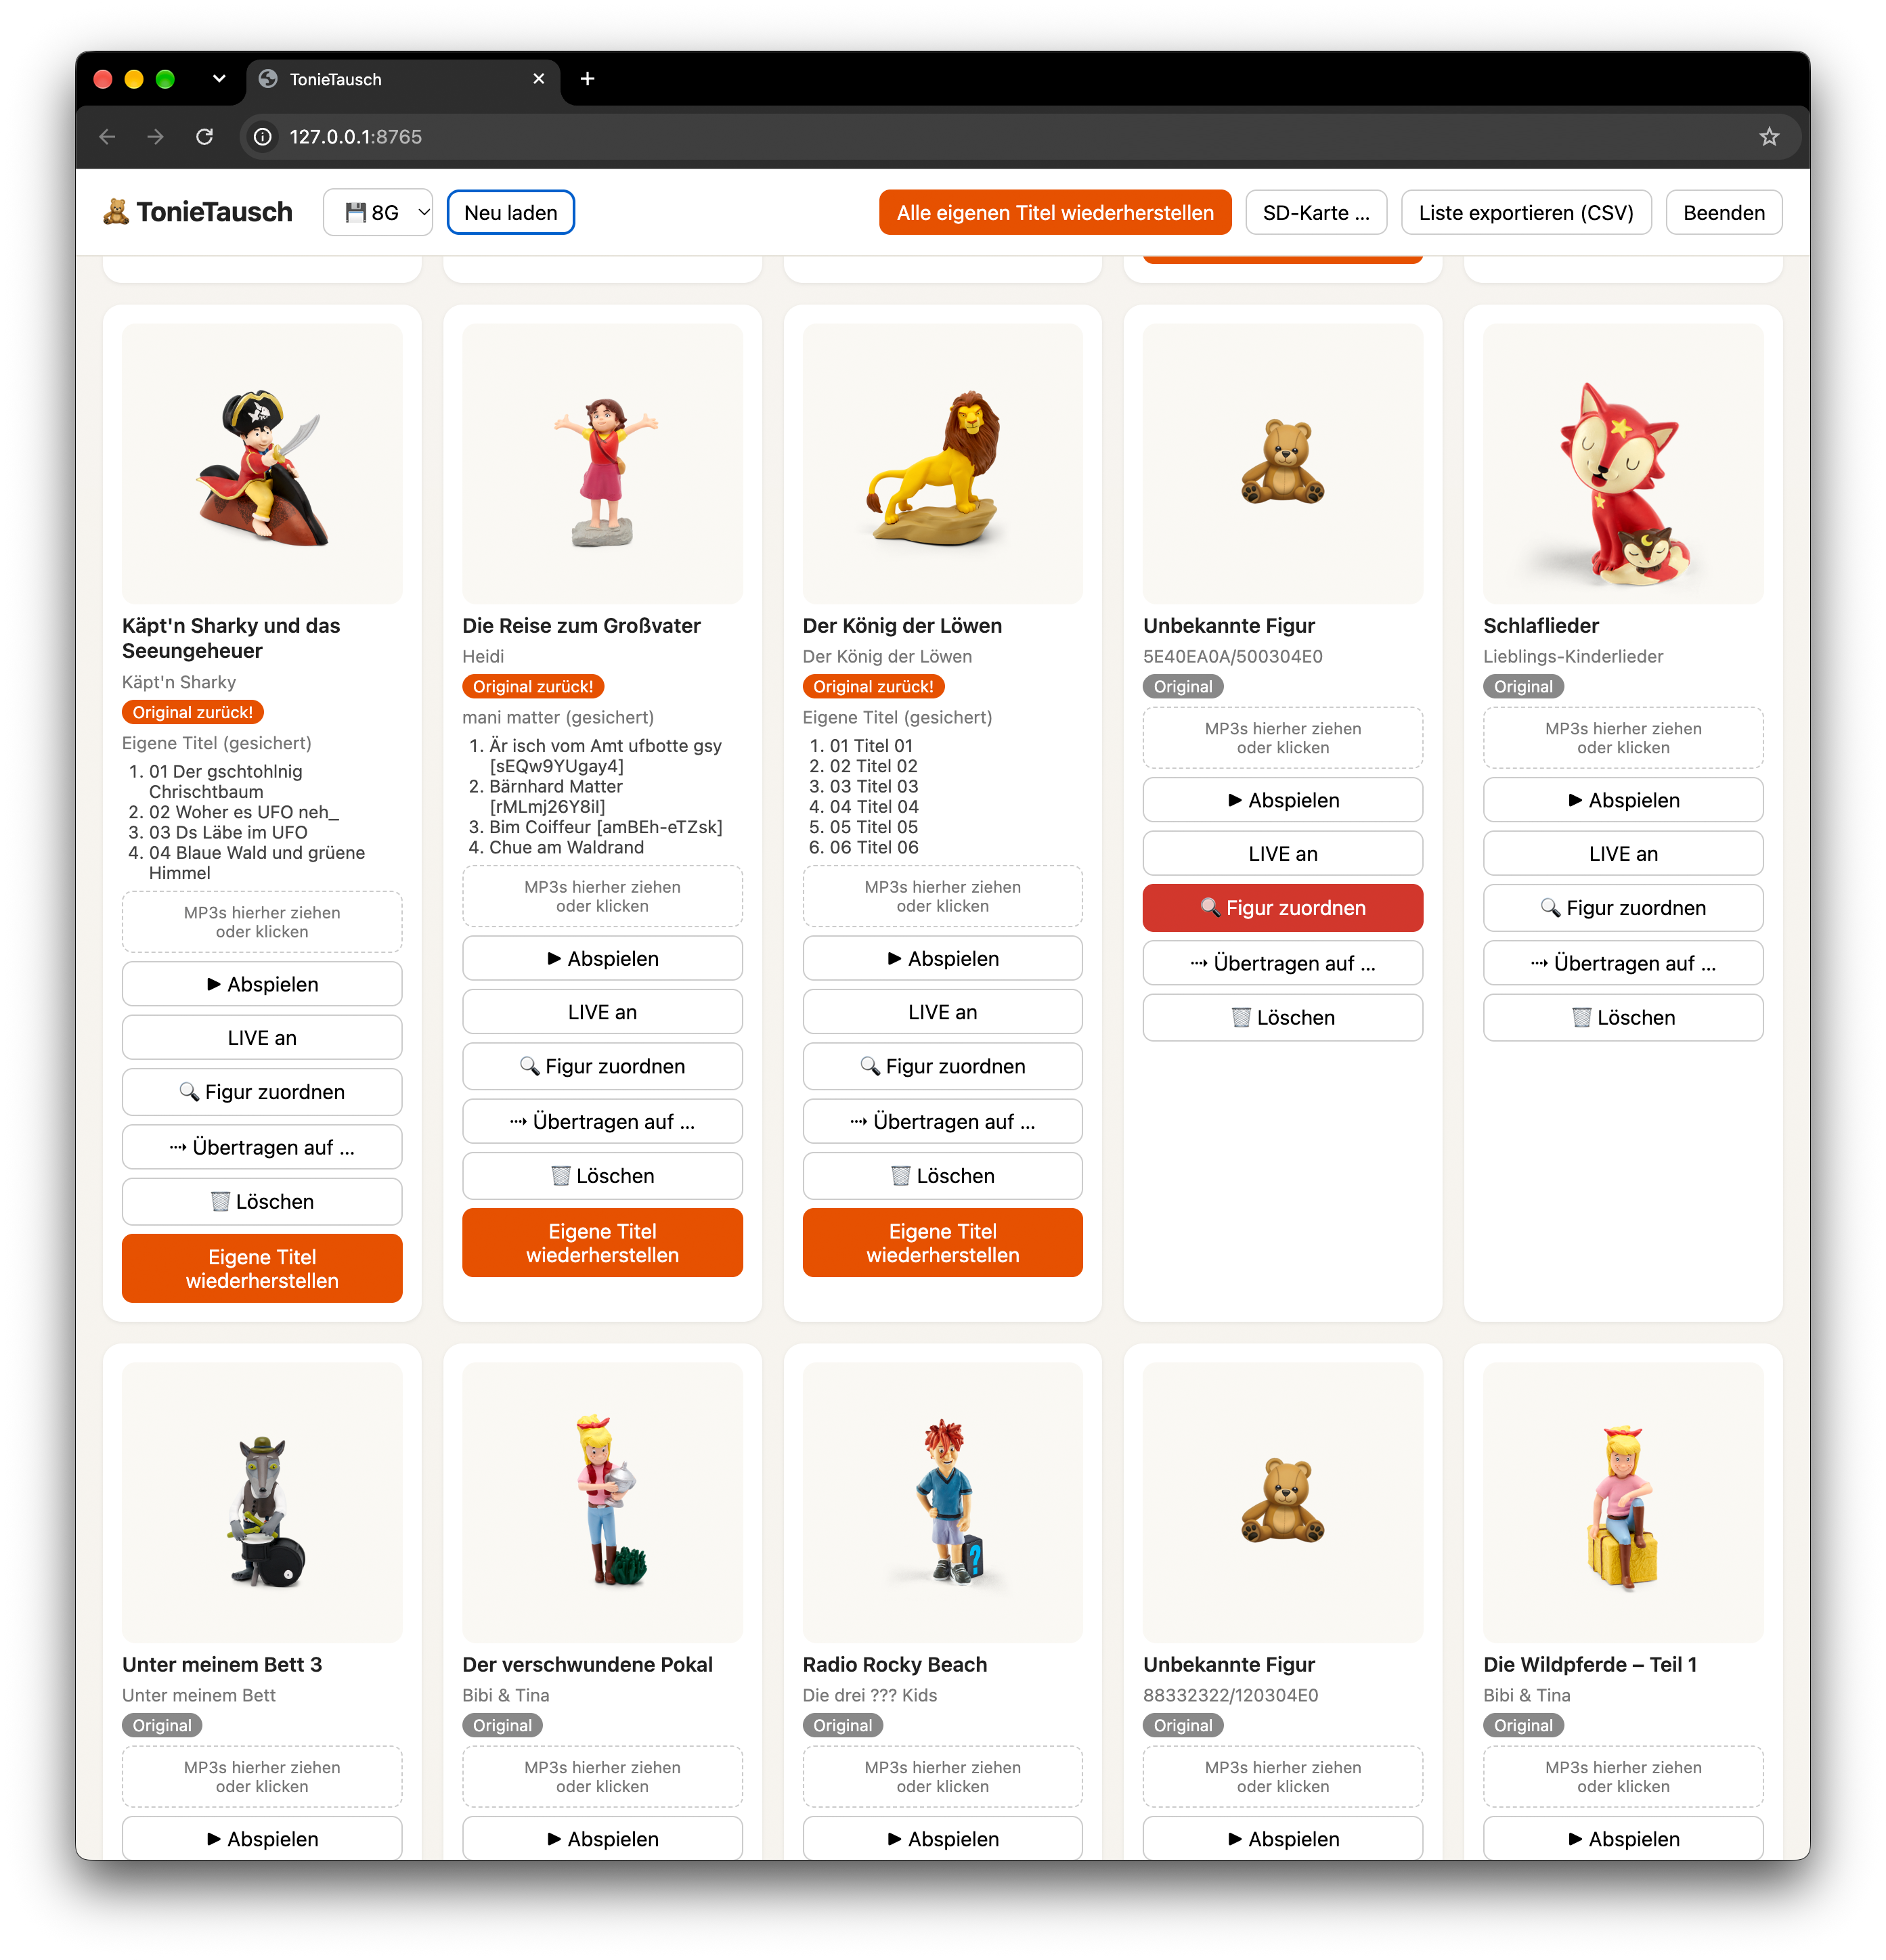 TonieTausch
127.0.0.1:8765
TonieTausch
8G
Neu laden
Alle eigenen Titel wiederherstellen
SD-Karte ...
Liste exportieren (CSV)
Beenden
Käpt'n Sharky und das
Seeungeheuer
Käpt'n Sharky
Original zurück!
Eigene Titel (gesichert)
1. 01 Der gschtohlnig
Chrischtbaum
2. 02 Woher es UFO neh_
3. 03 Ds Läbe im UFO
4. 04 Blaue Wald und grüene
Himmel
MP3s hierher ziehen
oder klicken
▶ Abspielen
LIVE an
Figur zuordnen
⤑ Übertragen auf ...
Löschen
Eigene Titel
wiederherstellen
Die Reise zum Großvater
Heidi
Original zurück!
mani matter (gesichert)
1. Är isch vom Amt ufbotte gsy
[sEQw9YUgay4]
2. Bärnhard Matter
[rMLmj26Y8iI]
3. Bim Coiffeur [amBEh-eTZsk]
4. Chue am Waldrand
MP3s hierher ziehen
oder klicken
▶ Abspielen
LIVE an
Figur zuordnen
⤑ Übertragen auf ...
Löschen
Eigene Titel
wiederherstellen
Der König der Löwen
Der König der Löwen
Original zurück!
Eigene Titel (gesichert)
1. 01 Titel 01
2. 02 Titel 02
3. 03 Titel 03
4. 04 Titel 04
5. 05 Titel 05
6. 06 Titel 06
MP3s hierher ziehen
oder klicken
▶ Abspielen
LIVE an
Figur zuordnen
⤑ Übertragen auf ...
Löschen
Eigene Titel
wiederherstellen
Unbekannte Figur
5E40EA0A/500304E0
Original
MP3s hierher ziehen
oder klicken
▶ Abspielen
LIVE an
Figur zuordnen
⤑ Übertragen auf ...
Löschen
Schlaflieder
Lieblings-Kinderlieder
Original
MP3s hierher ziehen
oder klicken
▶ Abspielen
LIVE an
Figur zuordnen
⤑ Übertragen auf ...
Löschen
Unter meinem Bett 3
Unter meinem Bett
Original
MP3s hierher ziehen
oder klicken
▶ Abspielen
Der verschwundene Pokal
Bibi & Tina
Original
MP3s hierher ziehen
oder klicken
▶ Abspielen
?
Radio Rocky Beach
Die drei ??? Kids
Original
MP3s hierher ziehen
oder klicken
▶ Abspielen
Unbekannte Figur
88332322/120304E0
Original
MP3s hierher ziehen
oder klicken
▶ Abspielen
Die Wildpferde – Teil 1
Bibi & Tina
Original
MP3s hierher ziehen
oder klicken
▶ Abspielen